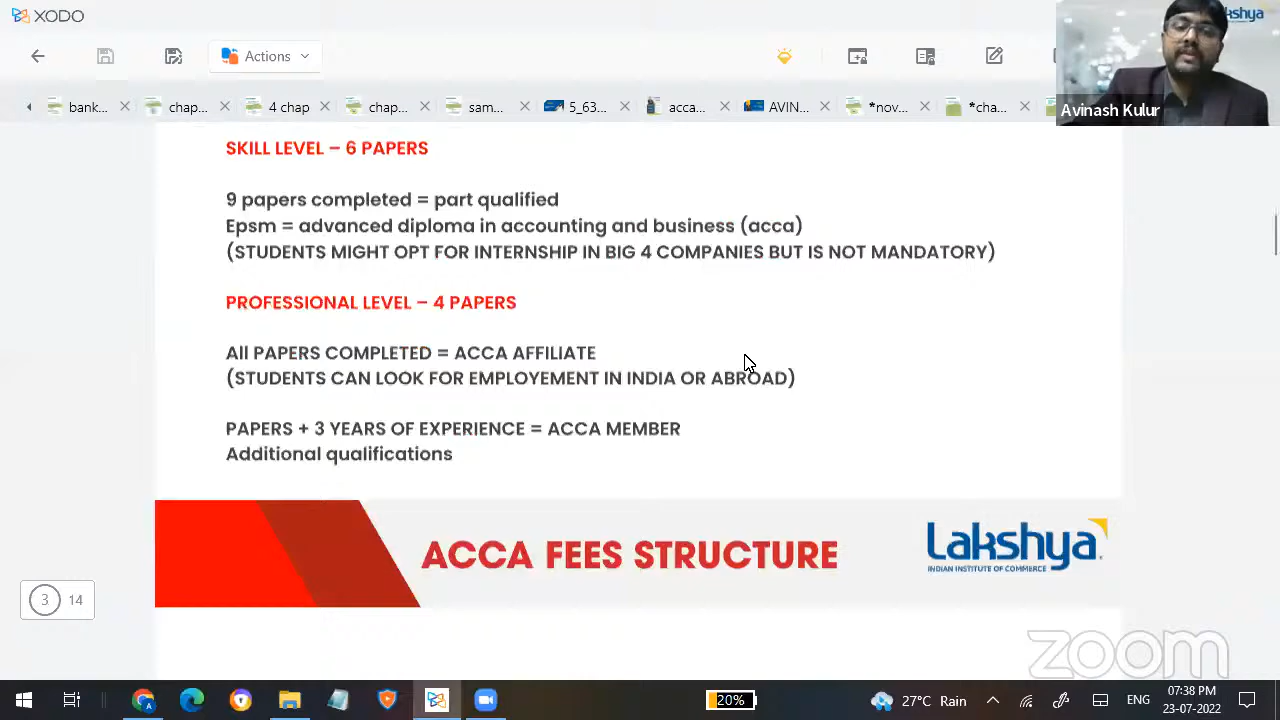 XODO
Lakshya
Actions
bank...
chap...
4 chap
chap...
sam...
5_63...
acca...
AVIN...
*nov...
*cha...
Avinash Kulur
SKILL LEVEL – 6 PAPERS
9 papers completed = part qualified
Epsm = advanced diploma in accounting and business (acca)
(STUDENTS MIGHT OPT FOR INTERNSHIP IN BIG 4 COMPANIES BUT IS NOT MANDATORY)
PROFESSIONAL LEVEL – 4 PAPERS
All PAPERS COMPLETED = ACCA AFFILIATE
(STUDENTS CAN LOOK FOR EMPLOYEMENT IN INDIA OR ABROAD)
PAPERS + 3 YEARS OF EXPERIENCE = ACCA MEMBER
Additional qualifications
ACCA FEES STRUCTURE
Lakshya
INDIAN INSTITUTE OF COMMERCE
3 14
zoom
20%
27°C Rain
ENG
07:38 PM
23-07-2022